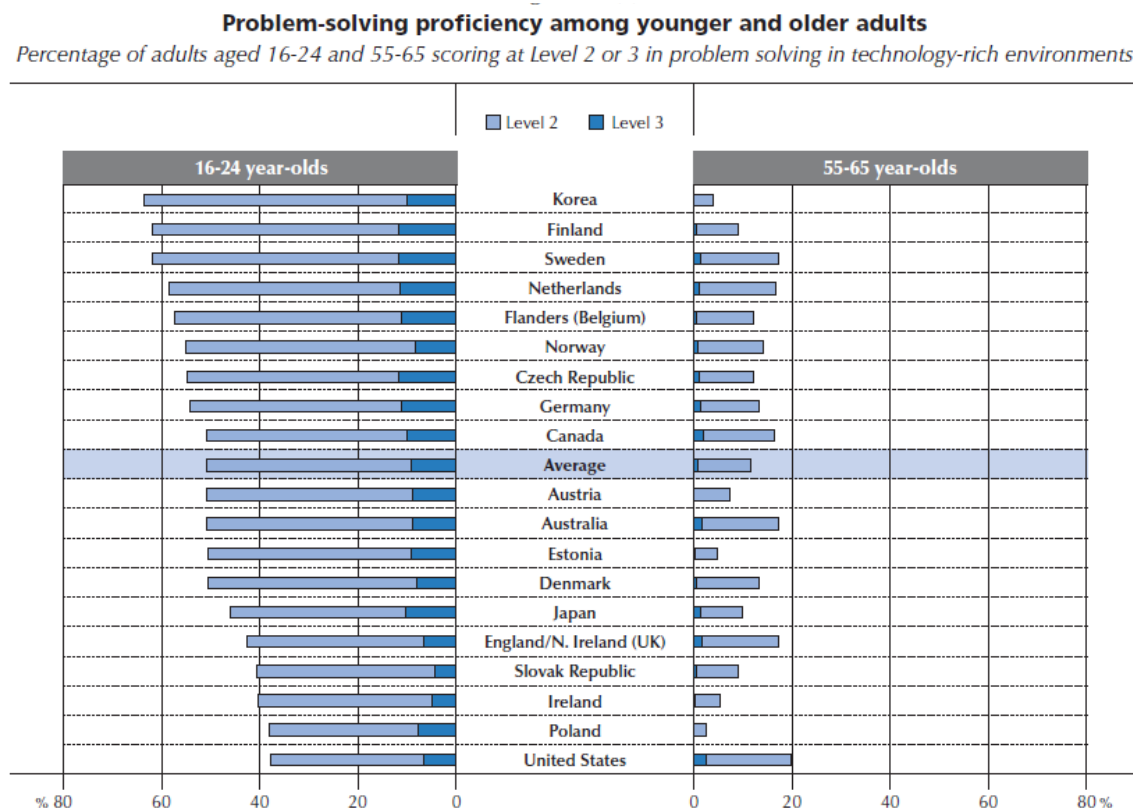 Problem-solving proficiency among younger and older adults
Percentage of adults aged 16-24 and 55-65 scoring at Level 2 or 3 in problem solving in technology-rich environments
Level 2 Level 3
16-24 year-olds 55-65 year-olds
Korea
Finland
Sweden
Netherlands
Flanders (Belgium)
Norway
Czech Republic
Germany
Canada
Average
Austria
Australia
Estonia
Denmark
Japan
England/N. Ireland (UK)
Slovak Republic
Ireland
Poland
United States
% 80 60 40 20 0 0 20 40 60 80 %